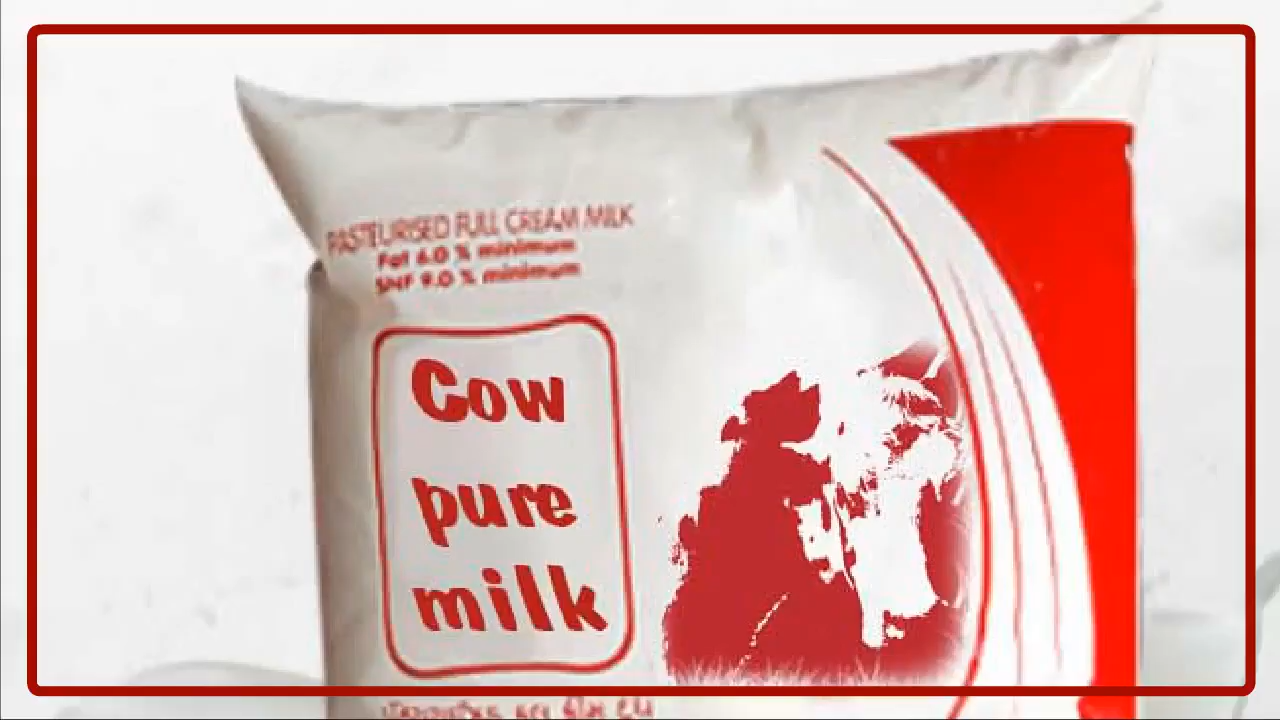 PASTEURISED FULL CREAM MILK
Fat 6.0 % minimum
SNF 9.0 % minimum
Cow
pure
milk